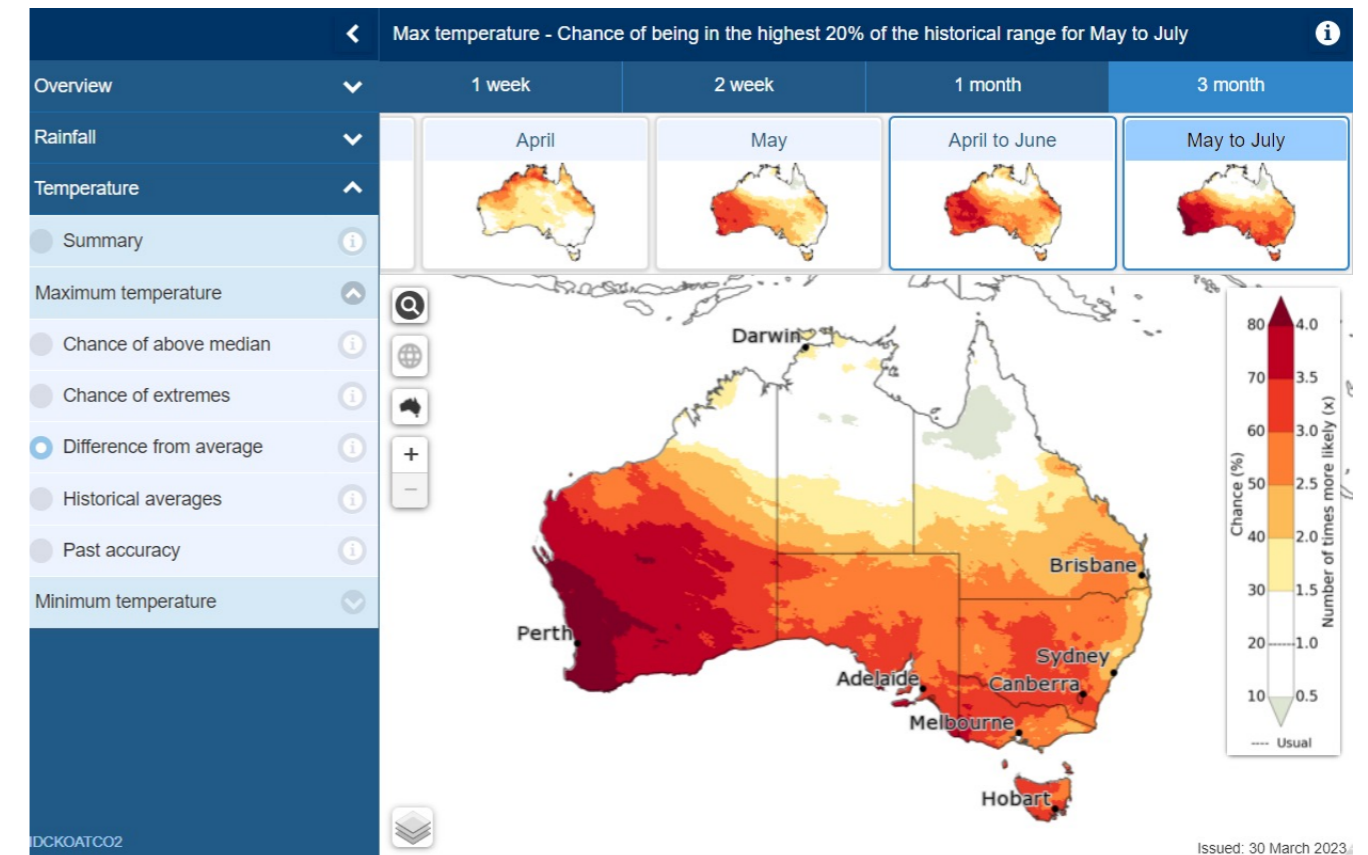 Max temperature - Chance of being in the highest 20% of the historical range for May to July
Overview
Rainfall
Temperature
Summary
Maximum temperature
Chance of above median
Chance of extremes
Difference from average
Historical averages
Past accuracy
Minimum temperature
IDCKOATCO2
1 week
2 week
1 month
3 month
April
May
April to June
May to July
Darwin
Brisbane
Perth
Sydney
Adelaide
Canberra
Melbourne
Hobart
Chance (%)
80
70
60
50
40
30
20
10
4.0
3.5
3.0
2.5
2.0
1.5
1.0
0.5
Number of times more likely (x)
---- Usual
Issued: 30 March 2023